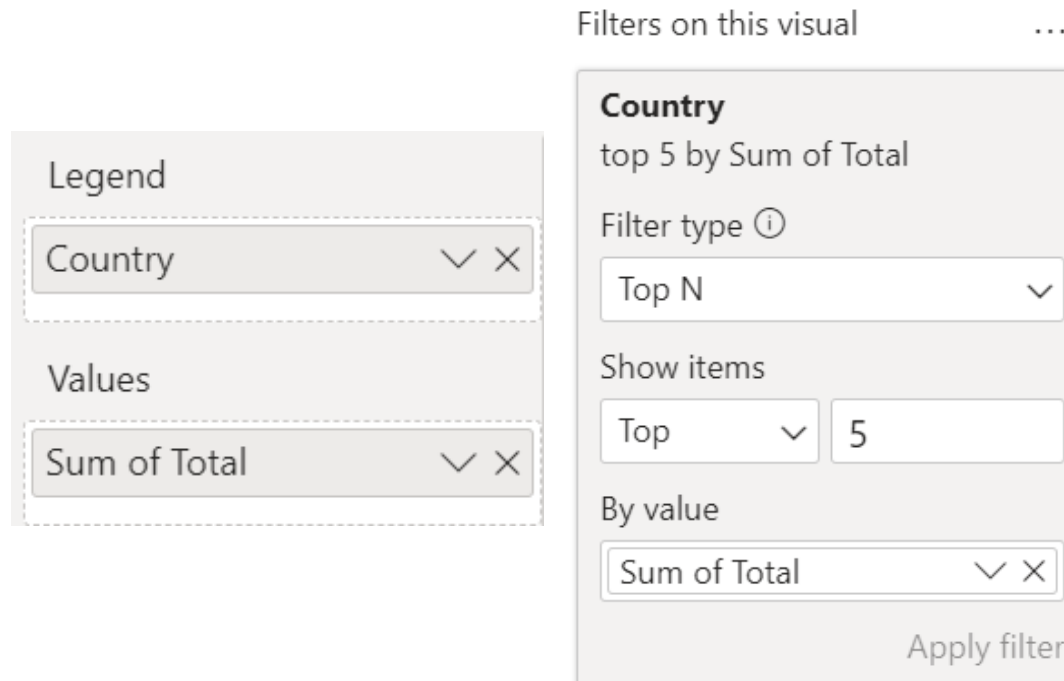 Legend
Country
Values
Sum of Total
Filters on this visual ...
Country
top 5 by Sum of Total
Filter type
Top N
Show items
Top 5
By value
Sum of Total
Apply filter